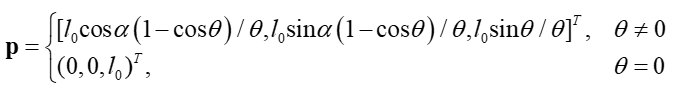 p = { [l₀cosα(1−cosθ)/θ,l₀sinα(1−cosθ)/θ,l₀sinθ/θ]ᵀ, θ≠0
(0,0,l₀)ᵀ, θ=0